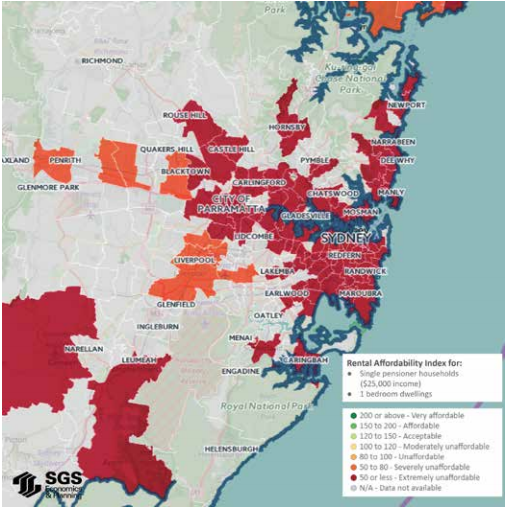 Park
RICHMOND
Ku-ring-gai
Chase National
Park
NEWPORT
ROUSE HILL
HORNSBY
NARRABEEN
QUAKERS HILL
CASTLE HILL
AXLAND
PENRITH
PYMBLE
DEE WHY
BLACKTOWN
CARLINGFORD
GLENMORE PARK
CHATSWOOD
MANLY
CITY OF
PARRAMATTA
GLADESVILLE
MOSMAN
LIDCOMBE
SYDNEY
LIVERPOOL
REDFERN
LAKEMBA
RANDWICK
GLENFIELD
EARLWOOD
MAROUBRA
OATLEY
INGLEBURN
MENAI
NARELLAN
LEUMEAH
CARINGBAH
ENGADINE
Royal National Park
HELENSBURGH
Rental Affordability Index for:
• Single pensioner households
($25,000 income)
• 1 bedroom dwellings
200 or above - Very affordable
150 to 200 - Affordable
120 to 150 - Acceptable
100 to 120 - Moderately unaffordable
80 to 100 - Unaffordable
50 to 80 - Severely unaffordable
50 or less - Extremely unaffordable
N/A - Data not available
SGS
Economics
& Planning